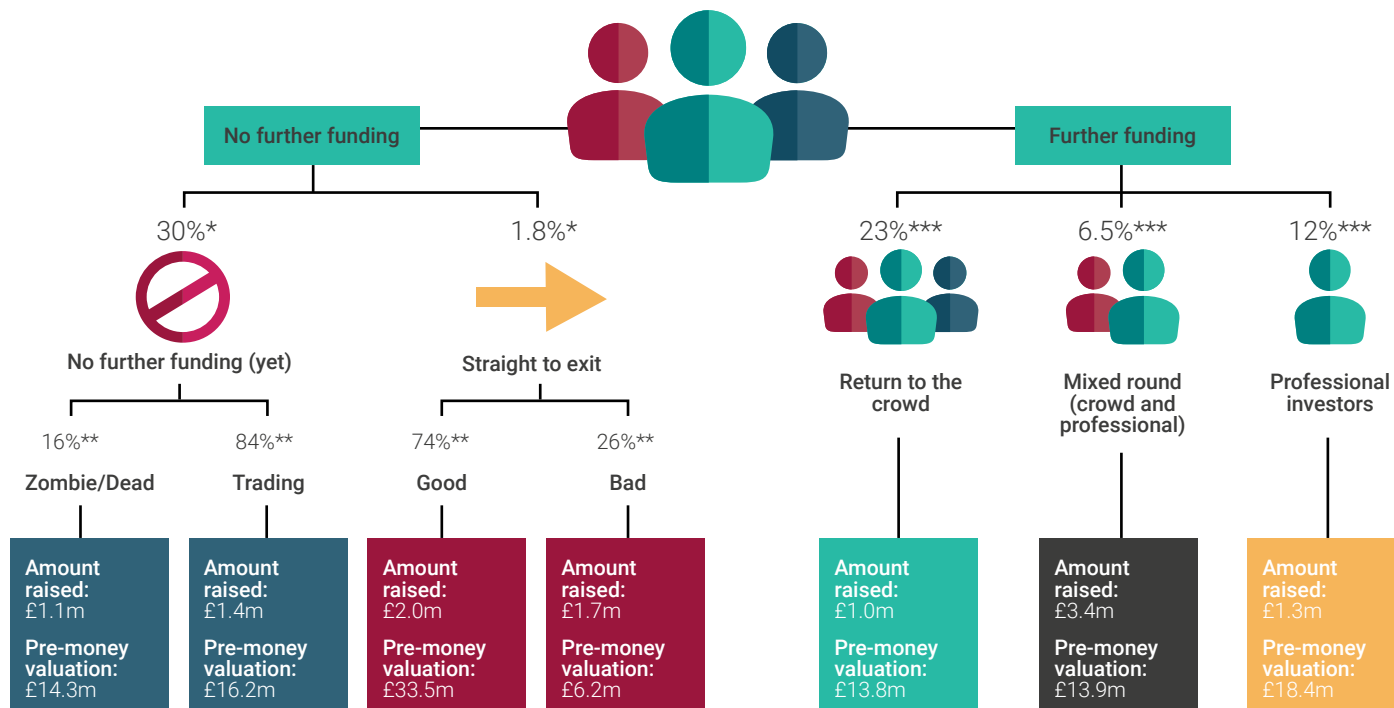 No further funding
Further funding
30%*
1.8%*
23%***
6.5%***
12%***
No further funding (yet)
Straight to exit
Return to the
crowd
Mixed round
(crowd and
professional)
Professional
investors
16%**
84%**
74%**
26%**
Zombie/Dead
Trading
Good
Bad
Amount
raised:
£1.1m
Pre-money
valuation:
£14.3m
Amount
raised:
£1.4m
Pre-money
valuation:
£16.2m
Amount
raised:
£2.0m
Pre-money
valuation:
£33.5m
Amount
raised:
£1.7m
Pre-money
valuation:
£6.2m
Amount
raised:
£1.0m
Pre-money
valuation:
£13.8m
Amount
raised:
£3.4m
Pre-money
valuation:
£13.9m
Amount
raised:
£1.3m
Pre-money
valuation:
£18.4m